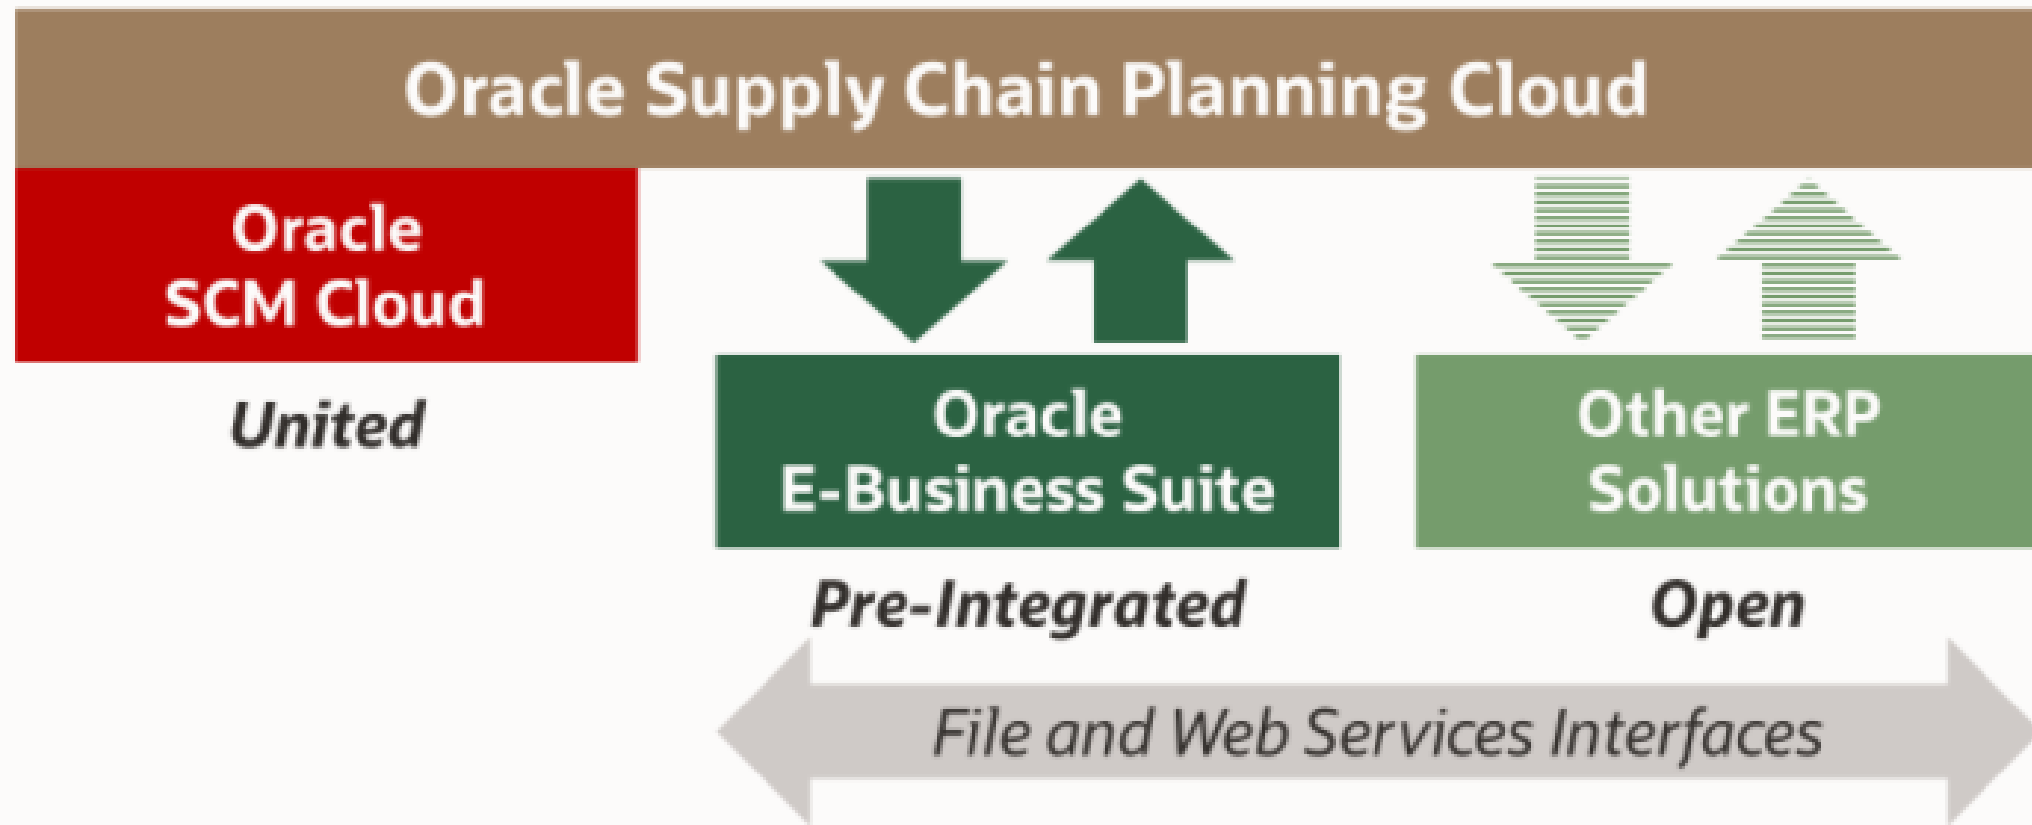 Oracle Supply Chain Planning Cloud
Oracle
SCM Cloud
United
Oracle
E-Business Suite
Pre-Integrated
Other ERP
Solutions
Open
File and Web Services Interfaces